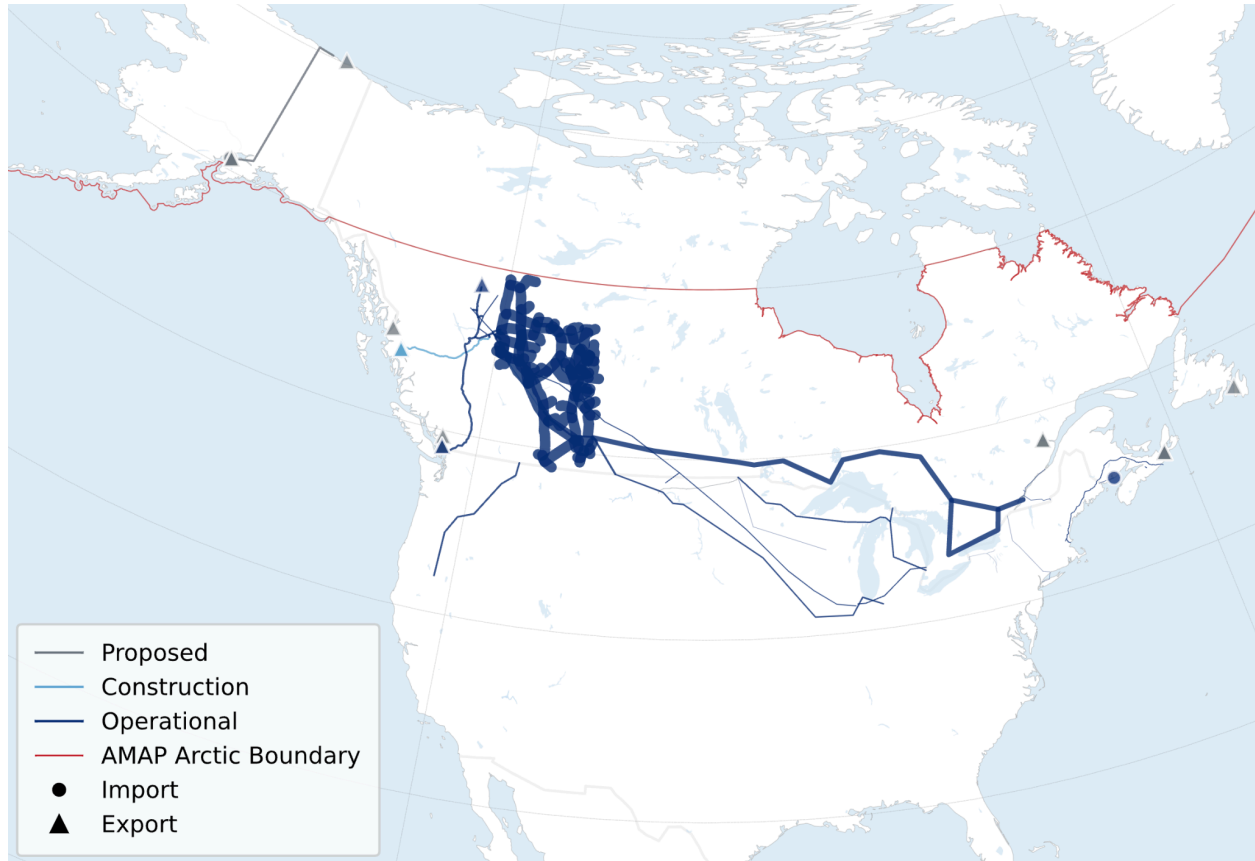 Proposed
Construction
Operational
AMAP Arctic Boundary
Import
Export